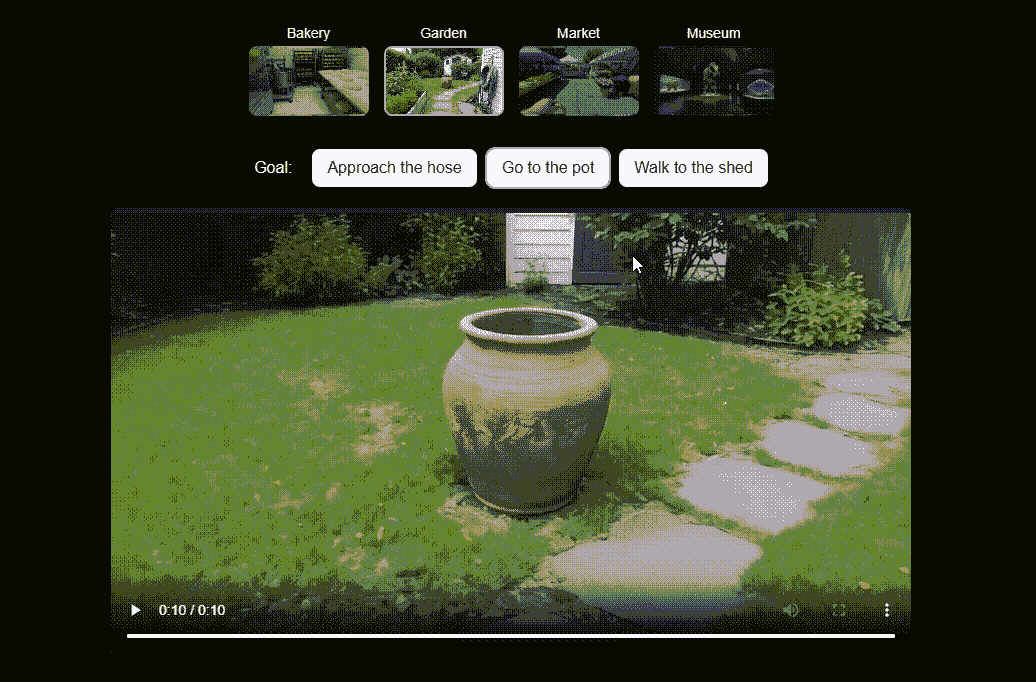 Bakery Garden Market Museum
Goal: Approach the hose Go to the pot Walk to the shed
0:10 / 0:10